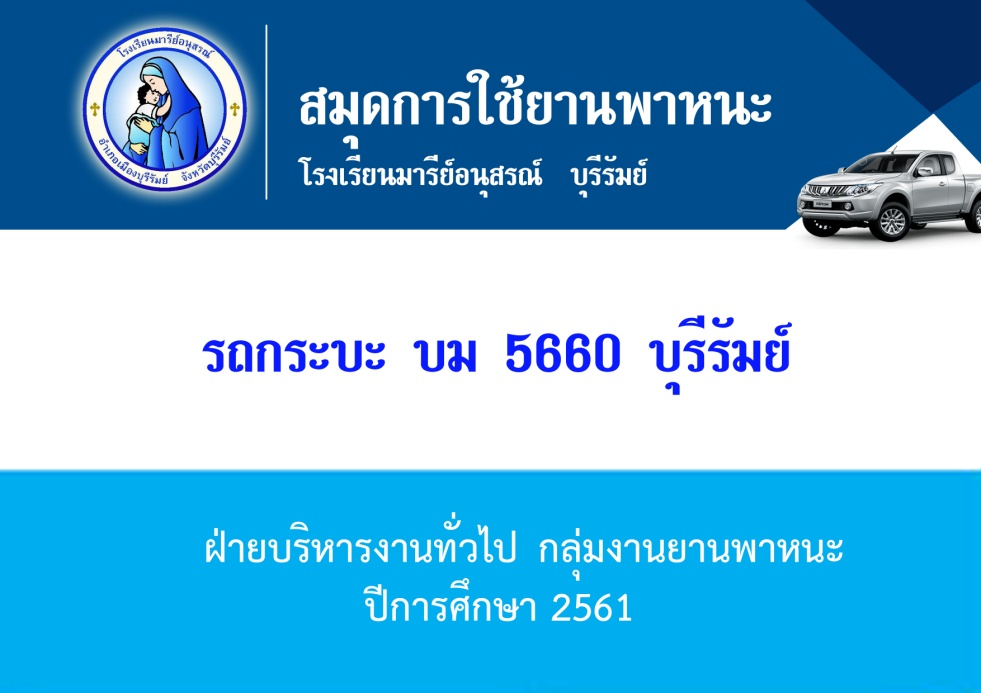 โรงเรียนมารีย์อนุสรณ์
อำเภอเมืองบุรีรัมย์ จังหวัดบุรีรัมย์
สมุดการใช้ยานพาหนะ
โรงเรียนมารีย์อนุสรณ์ บุรีรัมย์
รถกระบะ บม 5660 บุรีรัมย์
ฝ่ายบริหารงานทั่วไป กลุ่มงานยานพาหนะ
ปีการศึกษา 2561